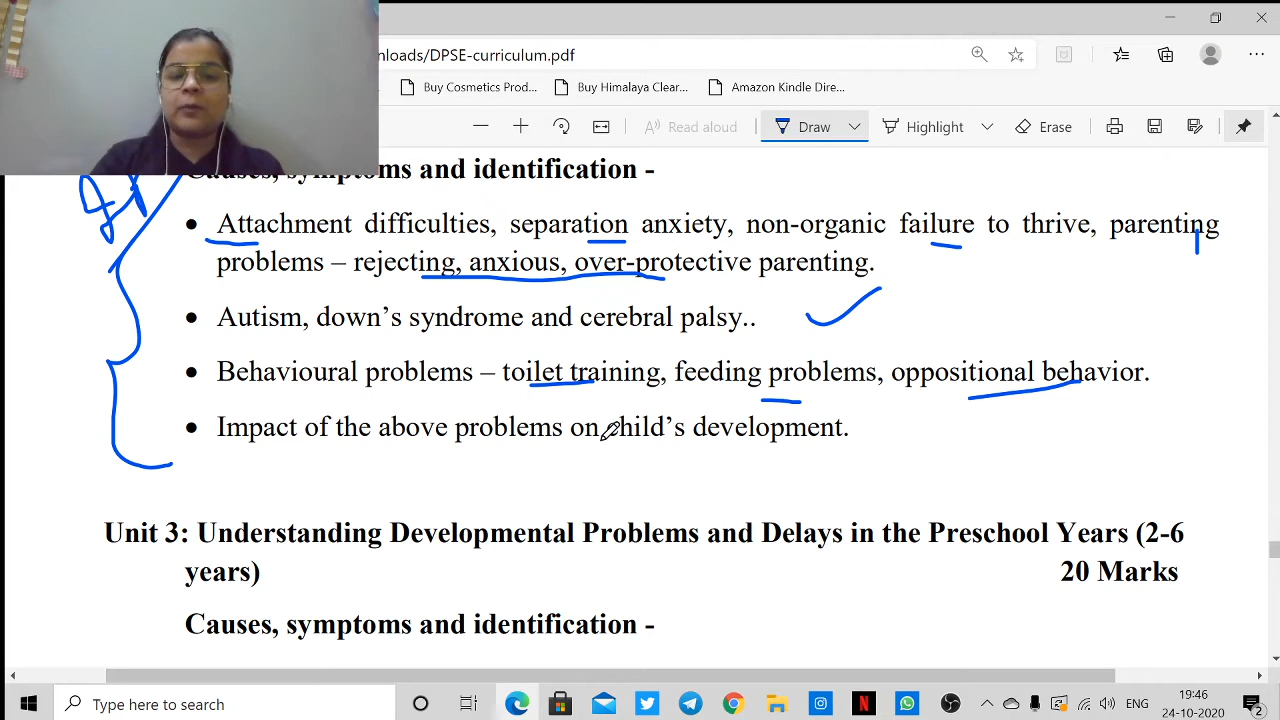 nloads/DPSE-curriculum.pdf
Buy Cosmetics Prod...
Buy Himalaya Clear...
Amazon Kindle Dire...
Read aloud
Draw
Highlight
Erase
Causes, symptoms and identification -
• Attachment difficulties, separation anxiety, non-organic failure to thrive, parenting
problems – rejecting, anxious, over-protective parenting.
• Autism, down's syndrome and cerebral palsy..
• Behavioural problems – toilet training, feeding problems, oppositional behavior.
• Impact of the above problems on child's development.
Unit 3: Understanding Developmental Problems and Delays in the Preschool Years (2-6
years) 20 Marks
Causes, symptoms and identification -
Type here to search
19:46
24-10-2020
2